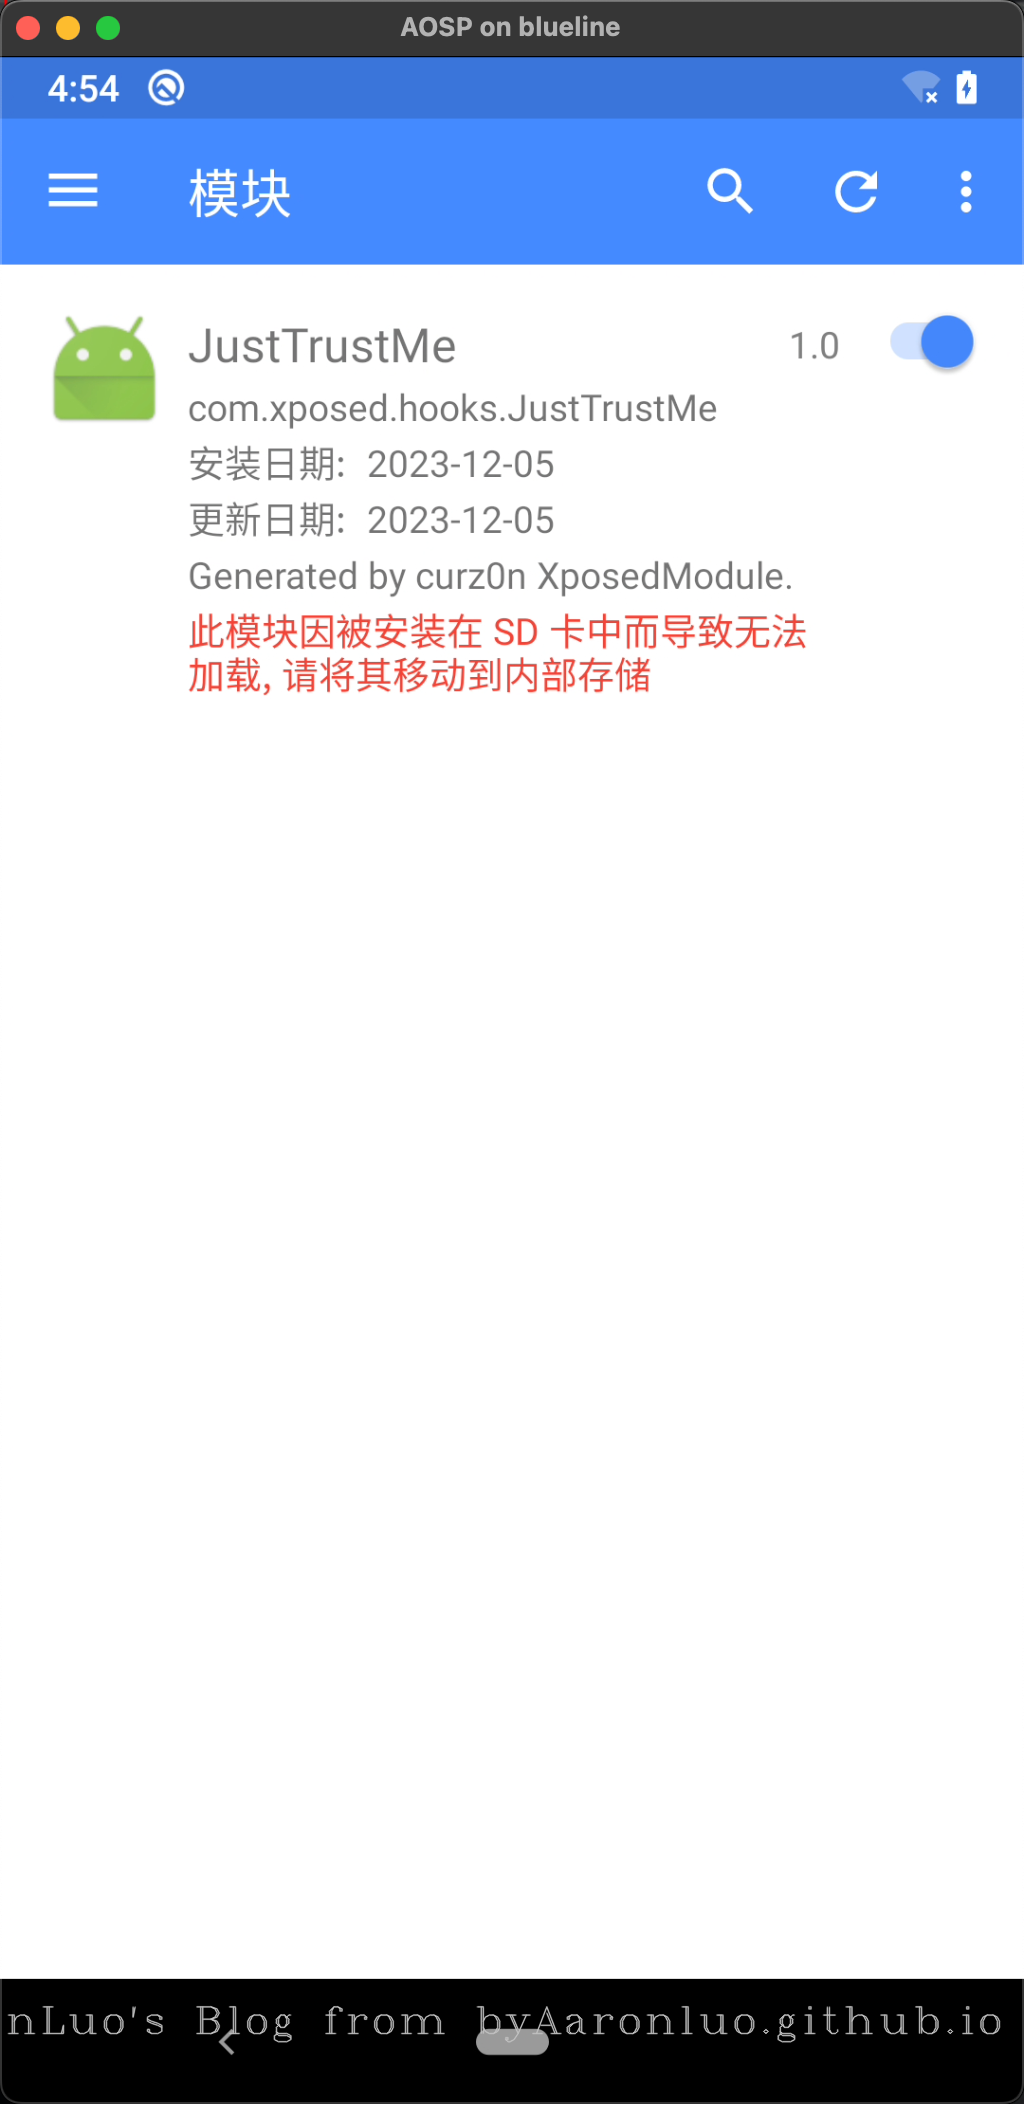 AOSP on blueline
4:54
模块
JustTrustMe
1.0
com.xposed.hooks.JustTrustMe
安装日期: 2023-12-05
更新日期: 2023-12-05
Generated by curz0n XposedModule.
此模块因被安装在 SD 卡中而导致无法
加载, 请将其移动到内部存储
nLuo's Blog from byAaronluo.github.io